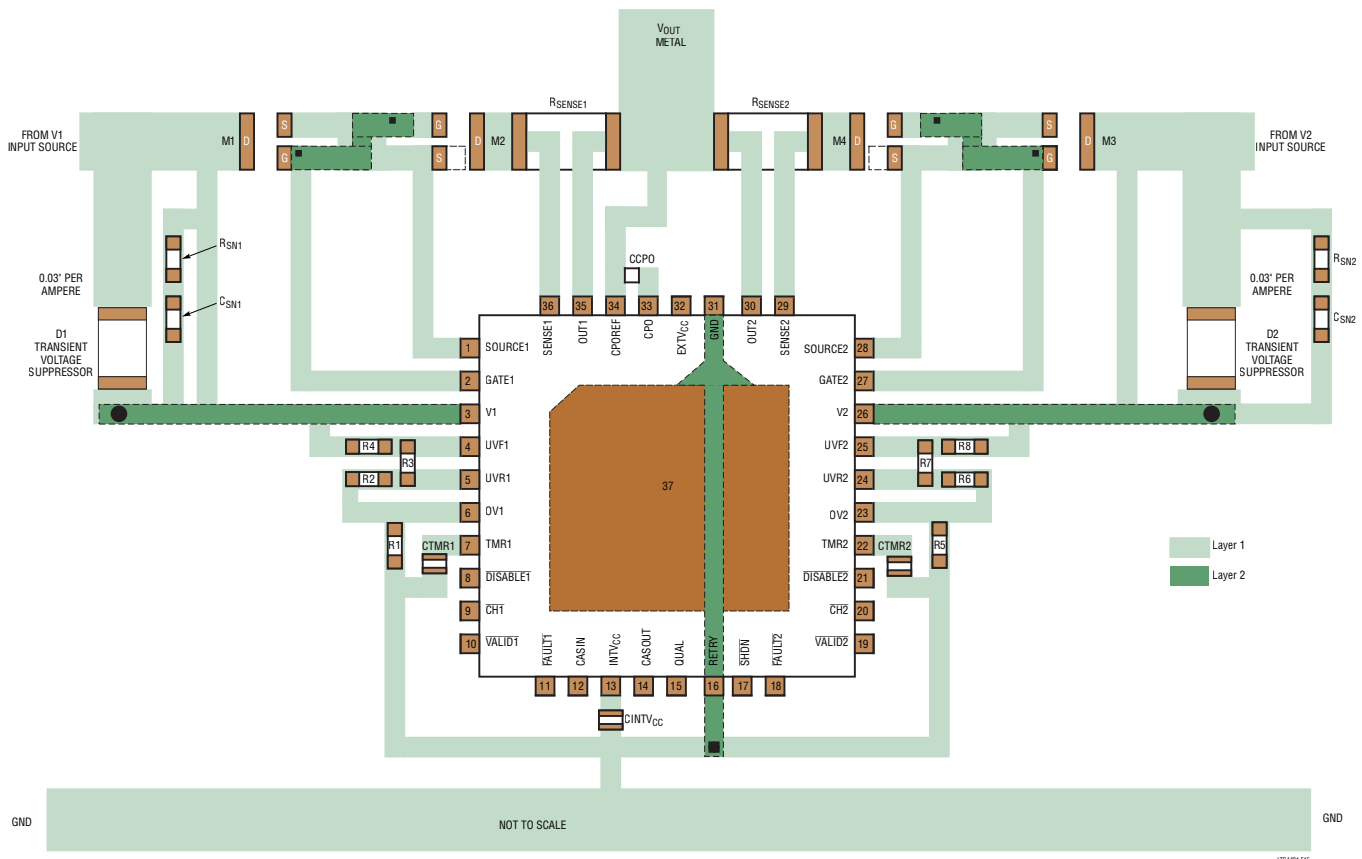 VOUT
METAL
RSENSE1
RSENSE2
FROM V1
INPUT SOURCE
M1
D
S
G
G
S
D
M2
M4
D
G
S
S
G
D
M3
FROM V2
INPUT SOURCE
RSN1
CSN1
0.03" PER
AMPERE
D1
TRANSIENT
VOLTAGE
SUPPRESSOR
CCPO
0.03" PER
AMPERE
D2
TRANSIENT
VOLTAGE
SUPPRESSOR
RSN2
CSN2
36
35
34
33
32
31
30
29
SENSE1
OUT1
CPOREF
CPO
EXTVCC
GND
OUT2
SENSE2
1 SOURCE1
2 GATE1
3 V1
4 UVF1
5 UVR1
6 OV1
7 TMR1
8 DISABLE1
9 CH1
10 VALID1
SOURCE2 28
GATE2 27
V2 26
UVF2 25
UVR2 24
OV2 23
TMR2 22
DISABLE2 21
CH2 20
VALID2 19
37
R4
R3
R2
R1
CTMR1
R8
R7
R6
R5
CTMR2
FAULT1
CASIN
INTVCC
CASOUT
QUAL
RETRY
SHDN
FAULT2
11
12
13
14
15
16
17
18
CINTVCC
Layer 1
Layer 2
GND
NOT TO SCALE
GND